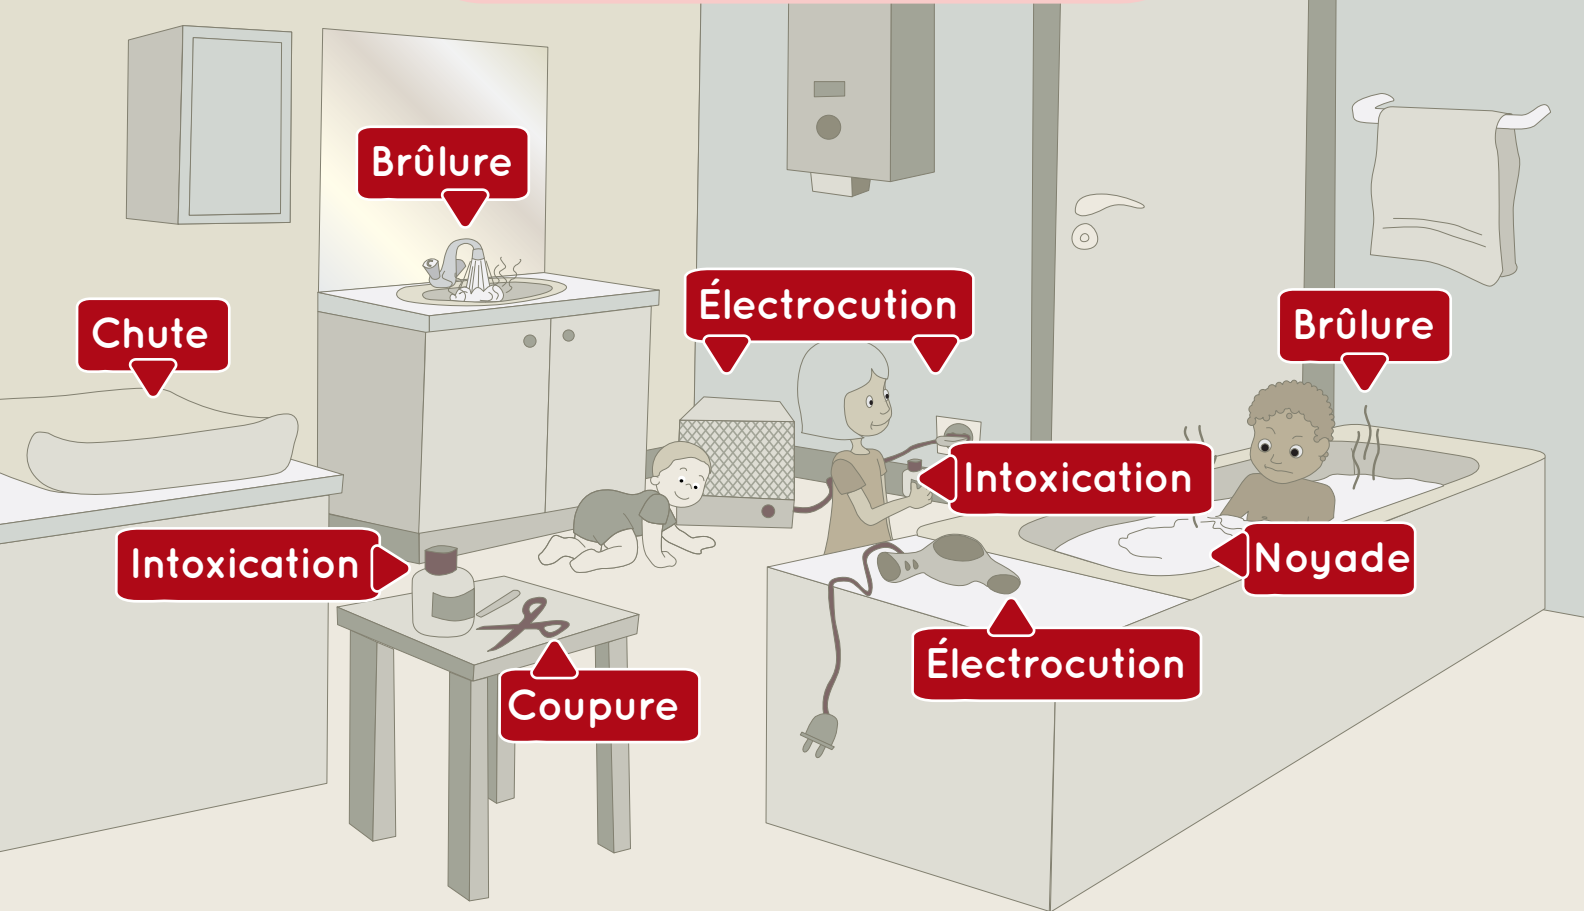 Brûlure
Électrocution
Chute
Brûlure
Intoxication
Intoxication
Noyade
Électrocution
Coupure